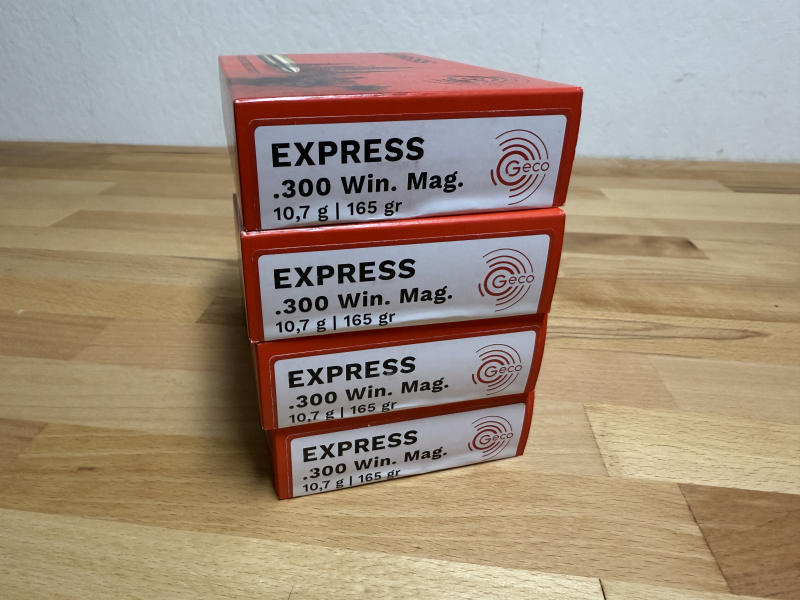 EXPRESS
.300 Win. Mag.
10,7 g | 165 gr
Geco
EXPRESS
.300 Win. Mag.
10,7 g | 165 gr
Geco
EXPRESS
.300 Win. Mag.
10,7 g | 165 gr
Geco
EXPRESS
.300 Win. Mag.
10,7 g | 165 gr
Geco